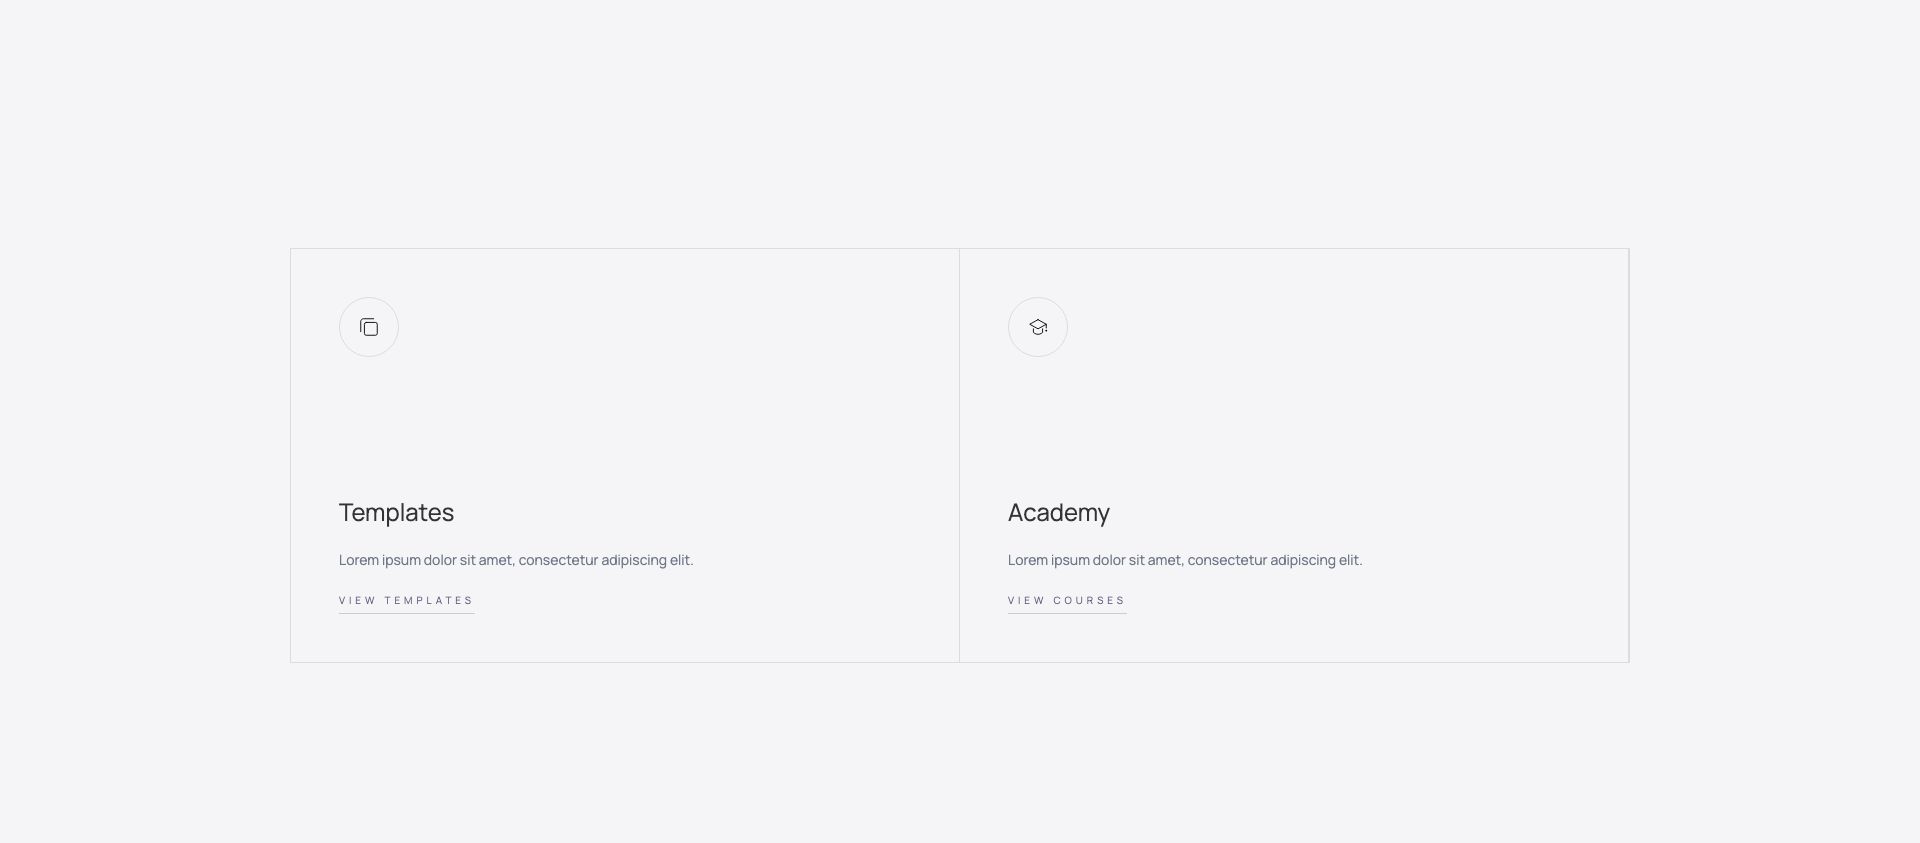 Templates
Lorem ipsum dolor sit amet, consectetur adipiscing elit.
VIEW TEMPLATES
Academy
Lorem ipsum dolor sit amet, consectetur adipiscing elit.
VIEW COURSES